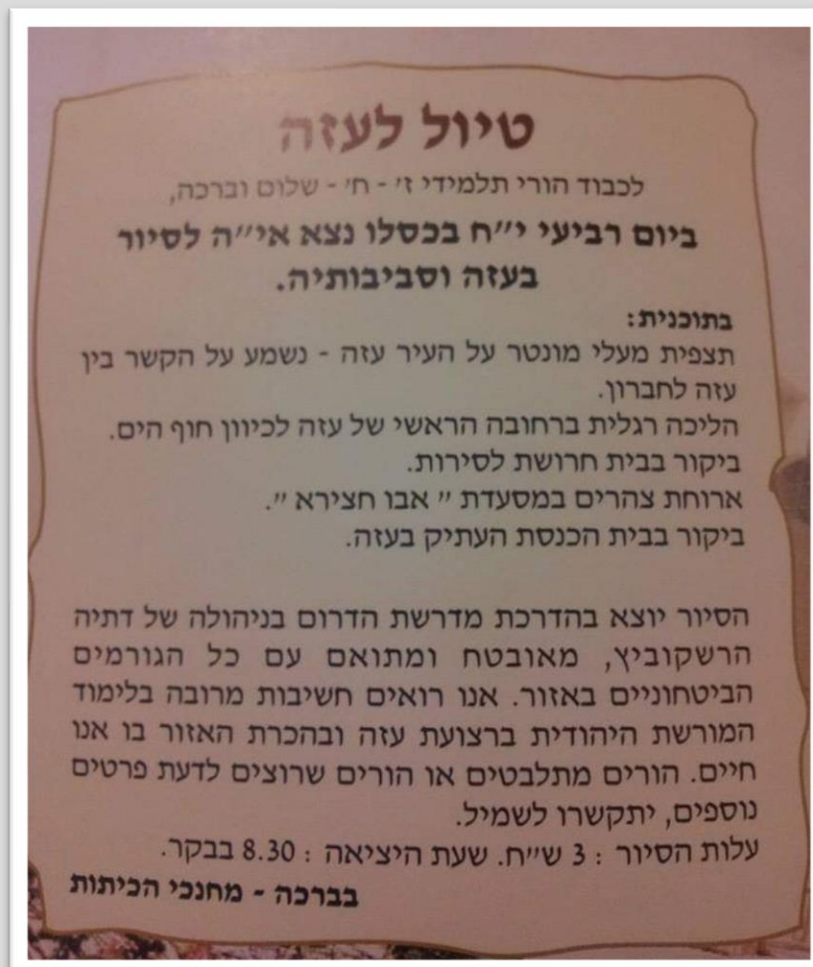 טיול לעזה
לכבוד הורי תלמידי ז' - ח' - שלום וברכה,
ביום רביעי י"ח בכסלו נצא אי"ה לסיור
בעזה וסביבותיה.
בתוכנית:
תצפית מעלי מונטר על העיר עזה - נשמע על הקשר בין
עזה לחברון.
הליכה רגלית ברחובה הראשי של עזה לכיוון חוף הים.
ביקור בבית חרושת לסירות.
ארוחת צהרים במסעדת " אבו חצירא ".
ביקור בבית הכנסת העתיק בעזה.
הסיור יוצא בהדרכת מדרשת הדרום בניהולה של דתיה
הרשקוביץ, מאובטח ומתואם עם כל הגורמים
הביטחוניים באזור. אנו רואים חשיבות מרובה בלימוד
המורשת היהודית ברצועת עזה ובהכרת האזור בו אנו
חיים. הורים מתלבטים או הורים שרוצים לדעת פרטים
נוספים, יתקשרו לשמיל.
עלות הסיור : 3 ש"ח. שעת היציאה : 8.30 בבקר.
בברכה - מחנכי הכיתות